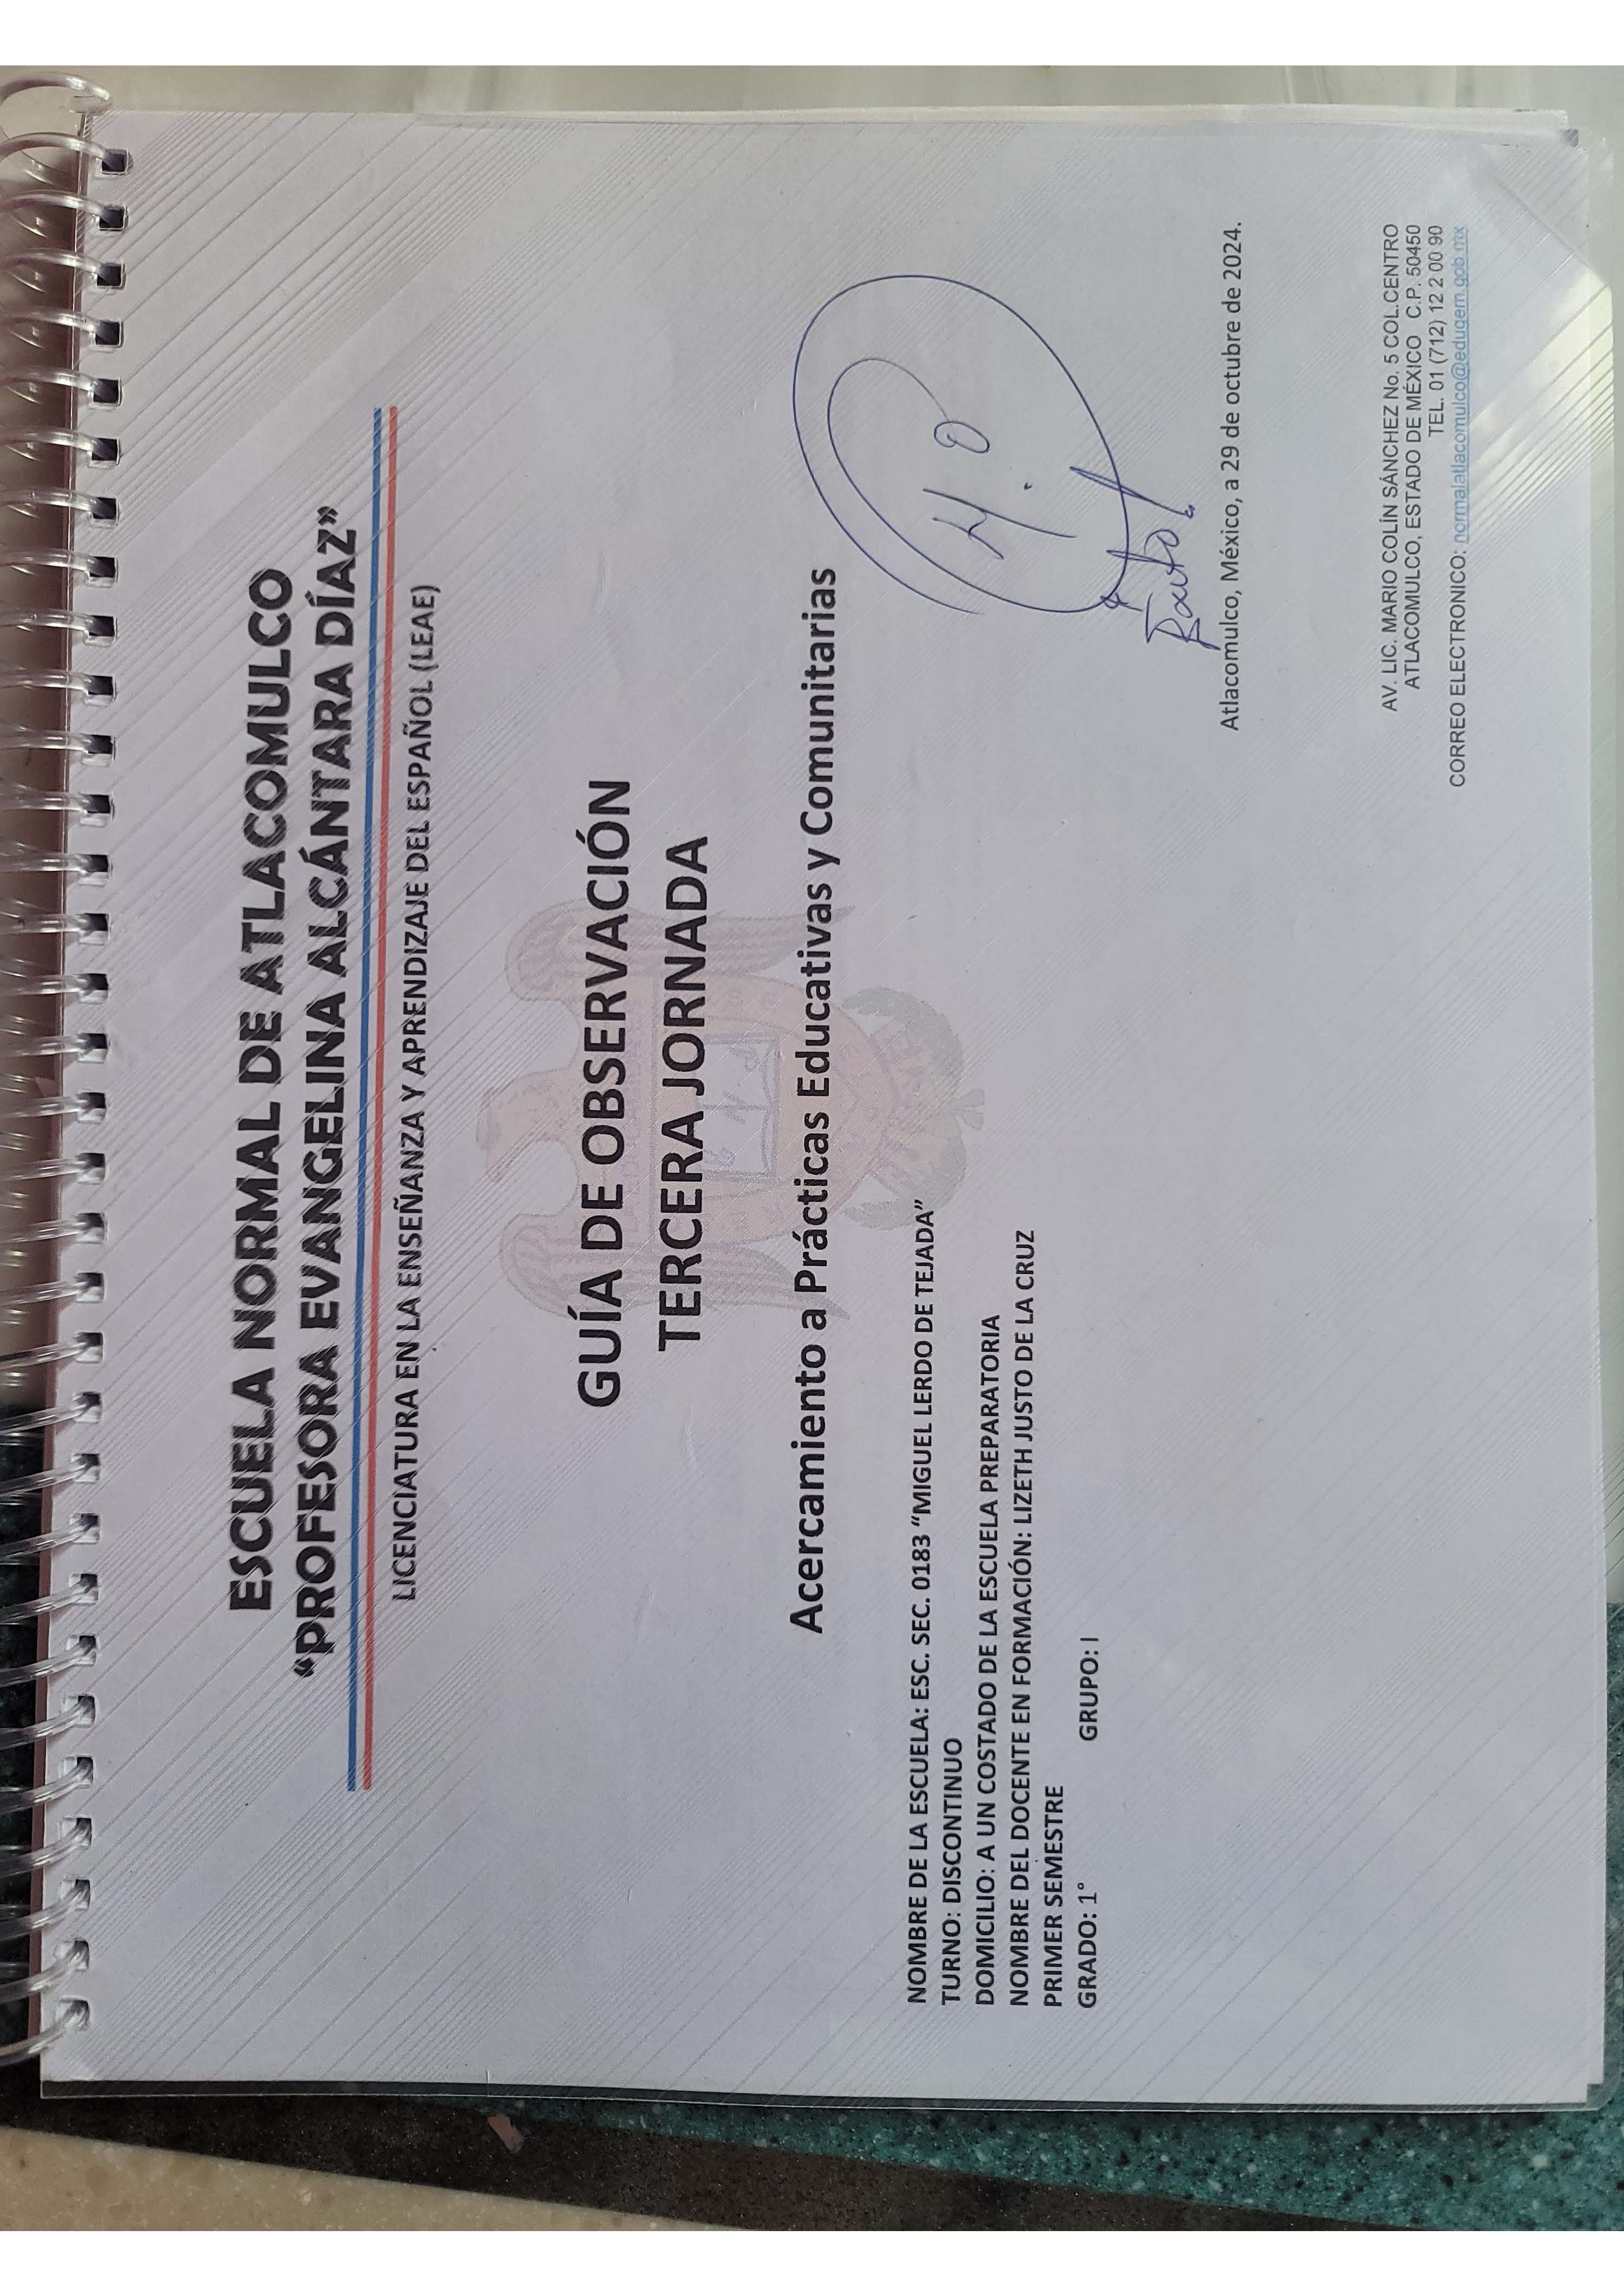 ESCUELA NORMAL DE ATLACOMULCO
“PROFESORA EVANGELINA ALCÁNTARA DÍAZ”
LICENCIATURA EN LA ENSEÑANZA Y APRENDIZAJE DEL ESPAÑOL (LEAE)
GUÍA DE OBSERVACIÓN
TERCERA JORNADA
Acercamiento a Prácticas Educativas y Comunitarias
NOMBRE DE LA ESCUELA: ESC. SEC. 0183 “MIGUEL LERDO DE TEJADA”
TURNO: DISCONTINUO
DOMICILIO: A UN COSTADO DE LA ESCUELA PREPARATORIA
NOMBRE DEL DOCENTE EN FORMACIÓN: LIZETH JUSTO DE LA CRUZ
PRIMER SEMESTRE
GRADO: 1° GRUPO: I
Atlacomulco, México, a 29 de octubre de 2024.
AV. LIC. MARIO COLÍN SÁNCHEZ No. 5 COL.CENTRO
ATLACOMULCO, ESTADO DE MÉXICO C.P. 50450
TEL. 01 (712) 12 2 00 90
CORREO ELECTRONICO: normalatlacomulco@edugem.gob.mx